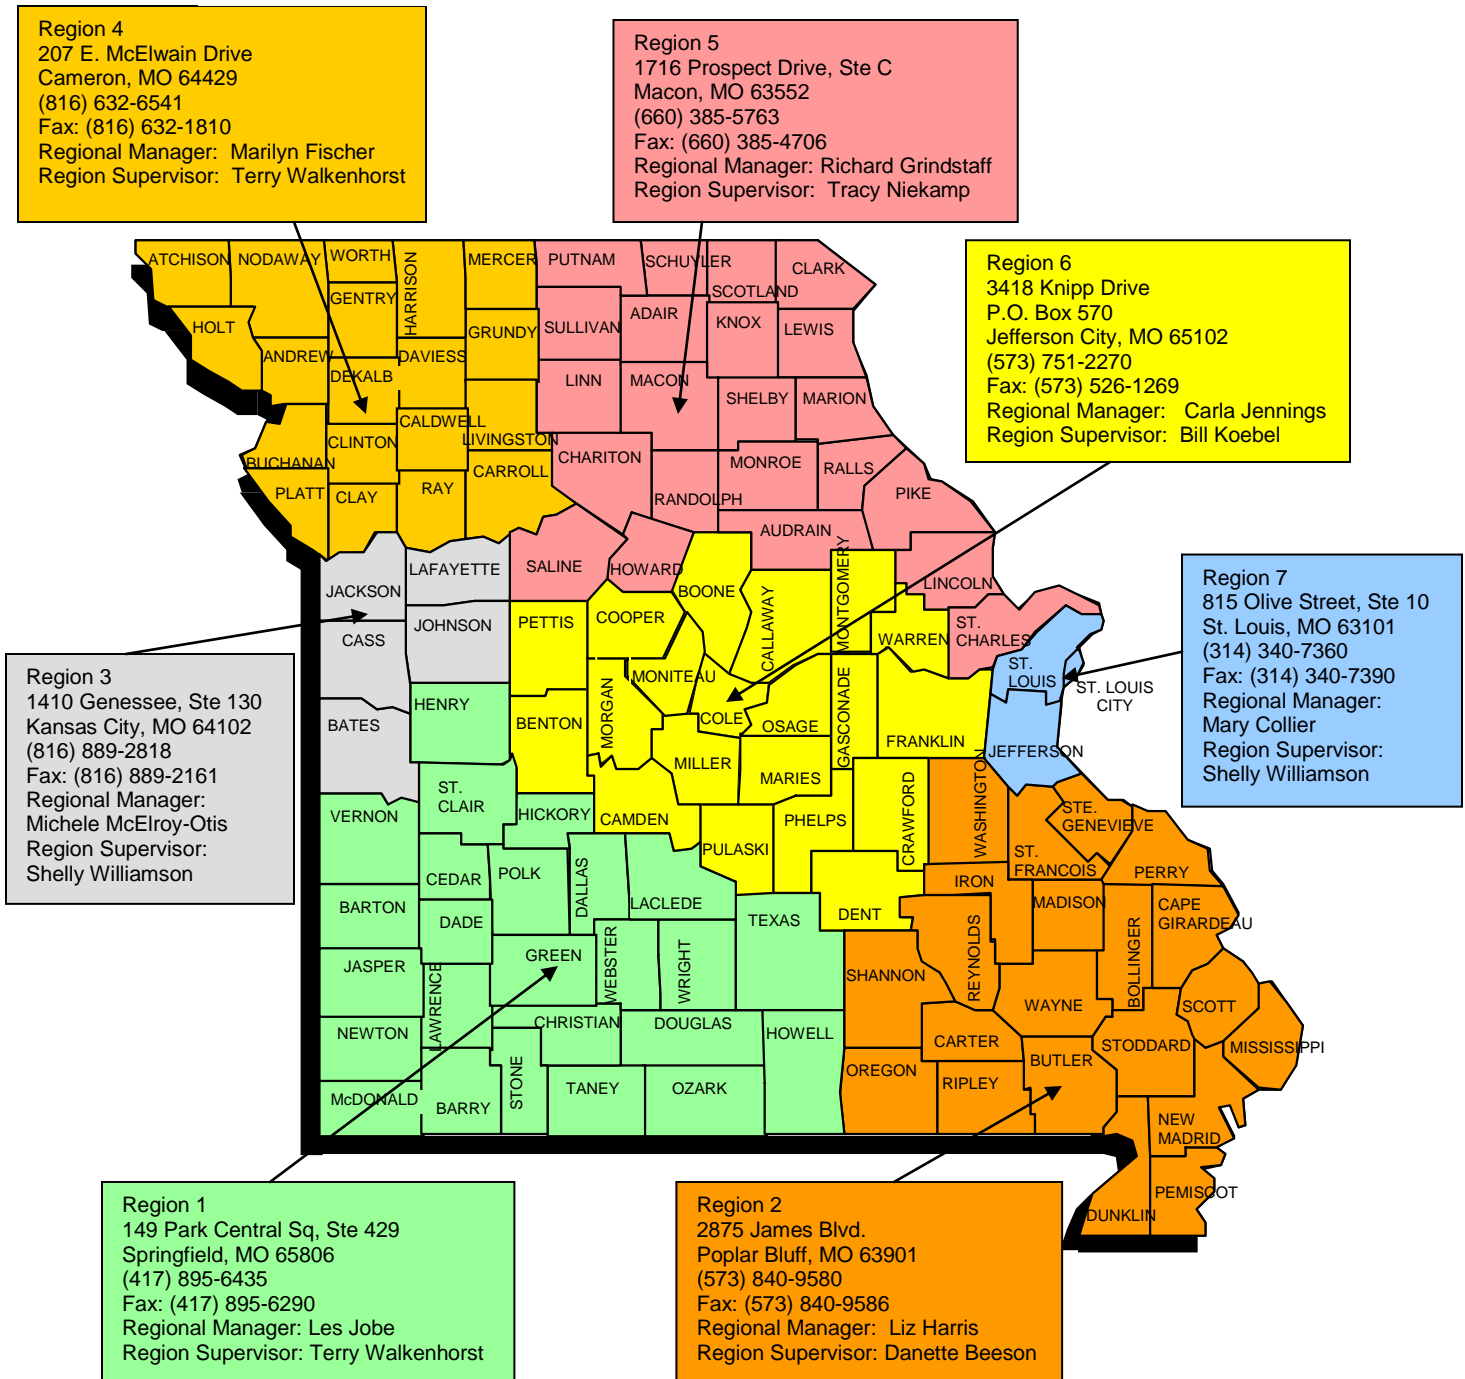 Region 4
207 E. McElwain Drive
Cameron, MO 64429
(816) 632-6541
Fax: (816) 632-1810
Regional Manager: Marilyn Fischer
Region Supervisor: Terry Walkenhorst
Region 5
1716 Prospect Drive, Ste C
Macon, MO 63552
(660) 385-5763
Fax: (660) 385-4706
Regional Manager: Richard Grindstaff
Region Supervisor: Tracy Niekamp
Region 6
3418 Knipp Drive
P.O. Box 570
Jefferson City, MO 65102
(573) 751-2270
Fax: (573) 526-1269
Regional Manager: Carla Jennings
Region Supervisor: Bill Koebel
Region 7
815 Olive Street, Ste 10
St. Louis, MO 63101
(314) 340-7360
Fax: (314) 340-7390
Regional Manager:
Mary Collier
Region Supervisor:
Shelly Williamson
Region 3
1410 Genessee, Ste 130
Kansas City, MO 64102
(816) 889-2818
Fax: (816) 889-2161
Regional Manager:
Michele McElroy-Otis
Region Supervisor:
Shelly Williamson
Region 1
149 Park Central Sq, Ste 429
Springfield, MO 65806
(417) 895-6435
Fax: (417) 895-6290
Regional Manager: Les Jobe
Region Supervisor: Terry Walkenhorst
Region 2
2875 James Blvd.
Poplar Bluff, MO 63901
(573) 840-9580
Fax: (573) 840-9586
Regional Manager: Liz Harris
Region Supervisor: Danette Beeson
ATCHISON
NODAWAY
WORTH
HARRISON
MERCER
PUTNAM
SCHUYLER
SCOTLAND
CLARK
GENTRY
HOLT
GRUNDY
SULLIVAN
ADAIR
KNOX
LEWIS
ANDREW
DEKALB
DAVIESS
LINN
MACON
SHELBY
MARION
CALDWELL
LIVINGSTON
CLINTON
BUCHANAN
CHARITON
MONROE
RALLS
PLATT
CLAY
RAY
CARROLL
RANDOLPH
PIKE
AUDRAIN
JACKSON
LAFAYETTE
SALINE
HOWARD
BOONE
CALLAWAY
MONTGOMERY
LINCOLN
CASS
JOHNSON
PETTIS
COOPER
WARREN
ST.
CHARLES
ST.
LOUIS
ST. LOUIS
CITY
BATES
HENRY
BENTON
MORGAN
MONITEAU
COLE
OSAGE
GASCONADE
FRANKLIN
JEFFERSON
MILLER
MARIES
VERNON
ST.
CLAIR
HICKORY
CAMDEN
PULASKI
PHELPS
CRAWFORD
WASHINGTON
STE.
GENEVIEVE
ST.
FRANCOIS
PERRY
CEDAR
POLK
DALLAS
LACLEDE
TEXAS
DENT
IRON
MADISON
CAPE
GIRARDEAU
BARTON
DADE
GREEN
WEBSTER
WRIGHT
SHANNON
REYNOLDS
BOLLINGER
JASPER
LAWRENCE
WAYNE
SCOTT
NEWTON
CHRISTIAN
DOUGLAS
HOWELL
CARTER
BUTLER
STODDARD
MISSISSIPPI
McDONALD
BARRY
STONE
TANEY
OZARK
OREGON
RIPLEY
NEW
MADRID
PEMISCOT
DUNKLIN